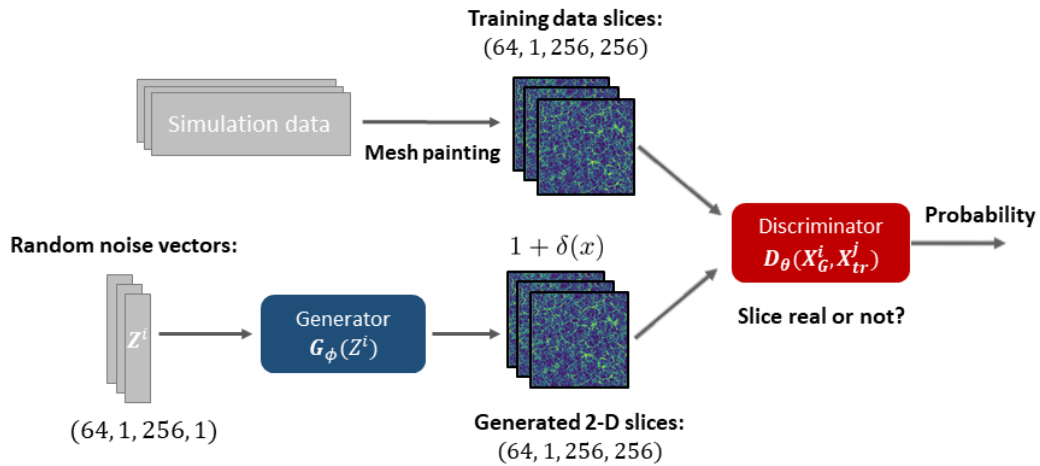 Training data slices:
(64, 1, 256, 256)
Simulation data
Mesh painting
Random noise vectors:
1 + δ(x)
Discriminator
D_θ(X_G^i, X_tr^j)
Probability
Generator
G_ϕ(Z^i)
Z^i
Slice real or not?
(64, 1, 256, 1)
Generated 2-D slices:
(64, 1, 256, 256)